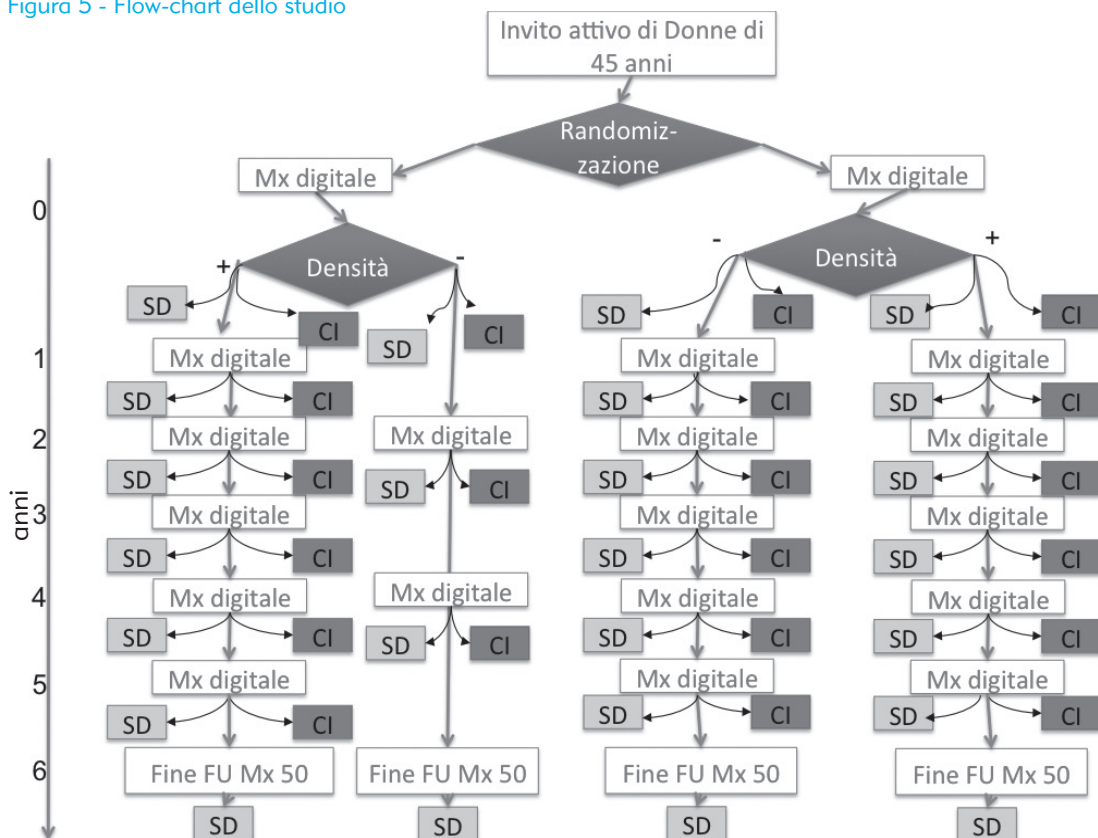 Figura 5 - Flow-chart dello studio
Invito attivo di Donne di
45 anni
Randomiz-
zazione
Mx digitale
Mx digitale
0
Densità
Densità
+
-
-
+
SD
CI
SD
CI
SD
CI
SD
CI
1
Mx digitale
Mx digitale
Mx digitale
SD
CI
SD
CI
SD
CI
2
Mx digitale
Mx digitale
Mx digitale
Mx digitale
SD
CI
SD
CI
SD
CI
SD
CI
anni
3
Mx digitale
Mx digitale
Mx digitale
SD
CI
SD
CI
SD
CI
4
Mx digitale
Mx digitale
Mx digitale
Mx digitale
SD
CI
SD
CI
SD
CI
SD
CI
5
Mx digitale
Mx digitale
Mx digitale
SD
CI
SD
CI
SD
CI
6
Fine FU Mx 50
Fine FU Mx 50
Fine FU Mx 50
Fine FU Mx 50
SD
SD
SD
SD